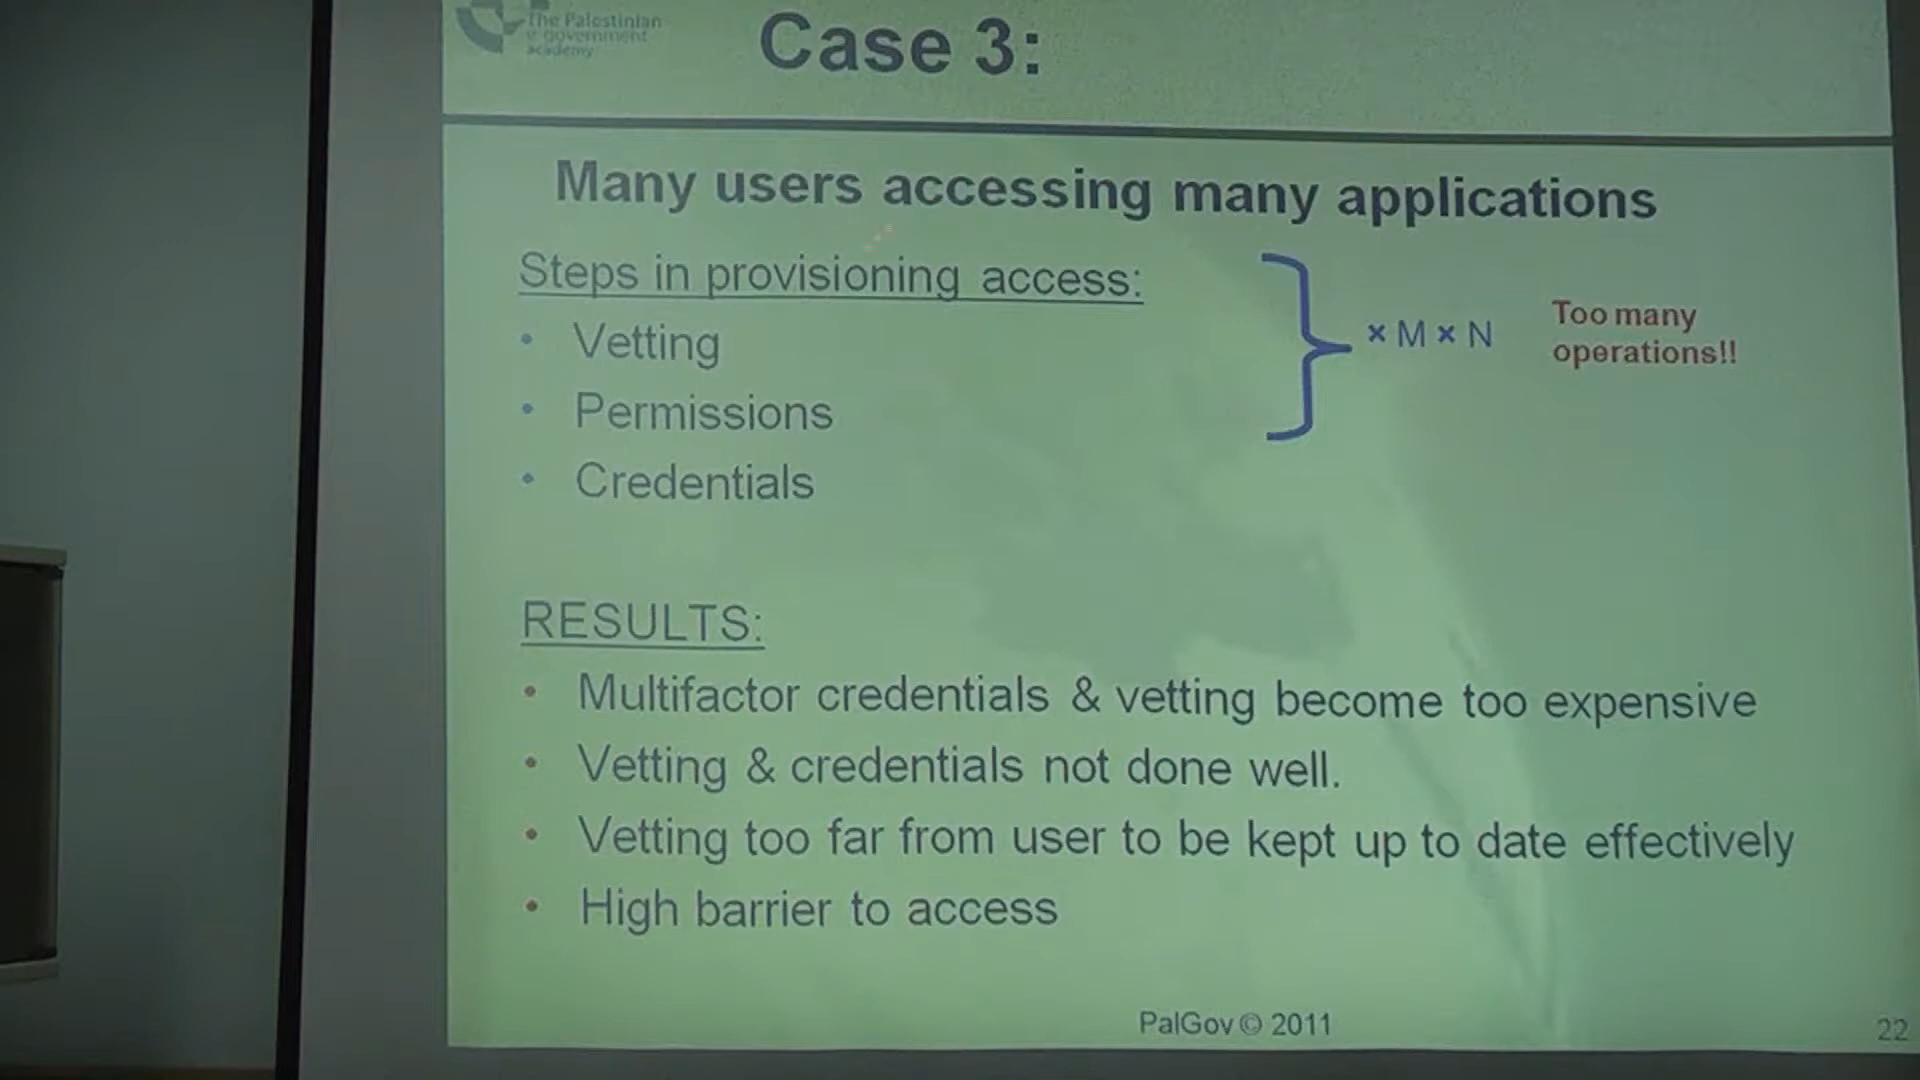 The Palestinian
e-government
academy
Case 3:
Many users accessing many applications
Steps in provisioning access:
• Vetting
• Permissions
• Credentials
× M × N
Too many
operations!!
RESULTS:
• Multifactor credentials & vetting become too expensive
• Vetting & credentials not done well.
• Vetting too far from user to be kept up to date effectively
• High barrier to access
PalGov © 2011
22